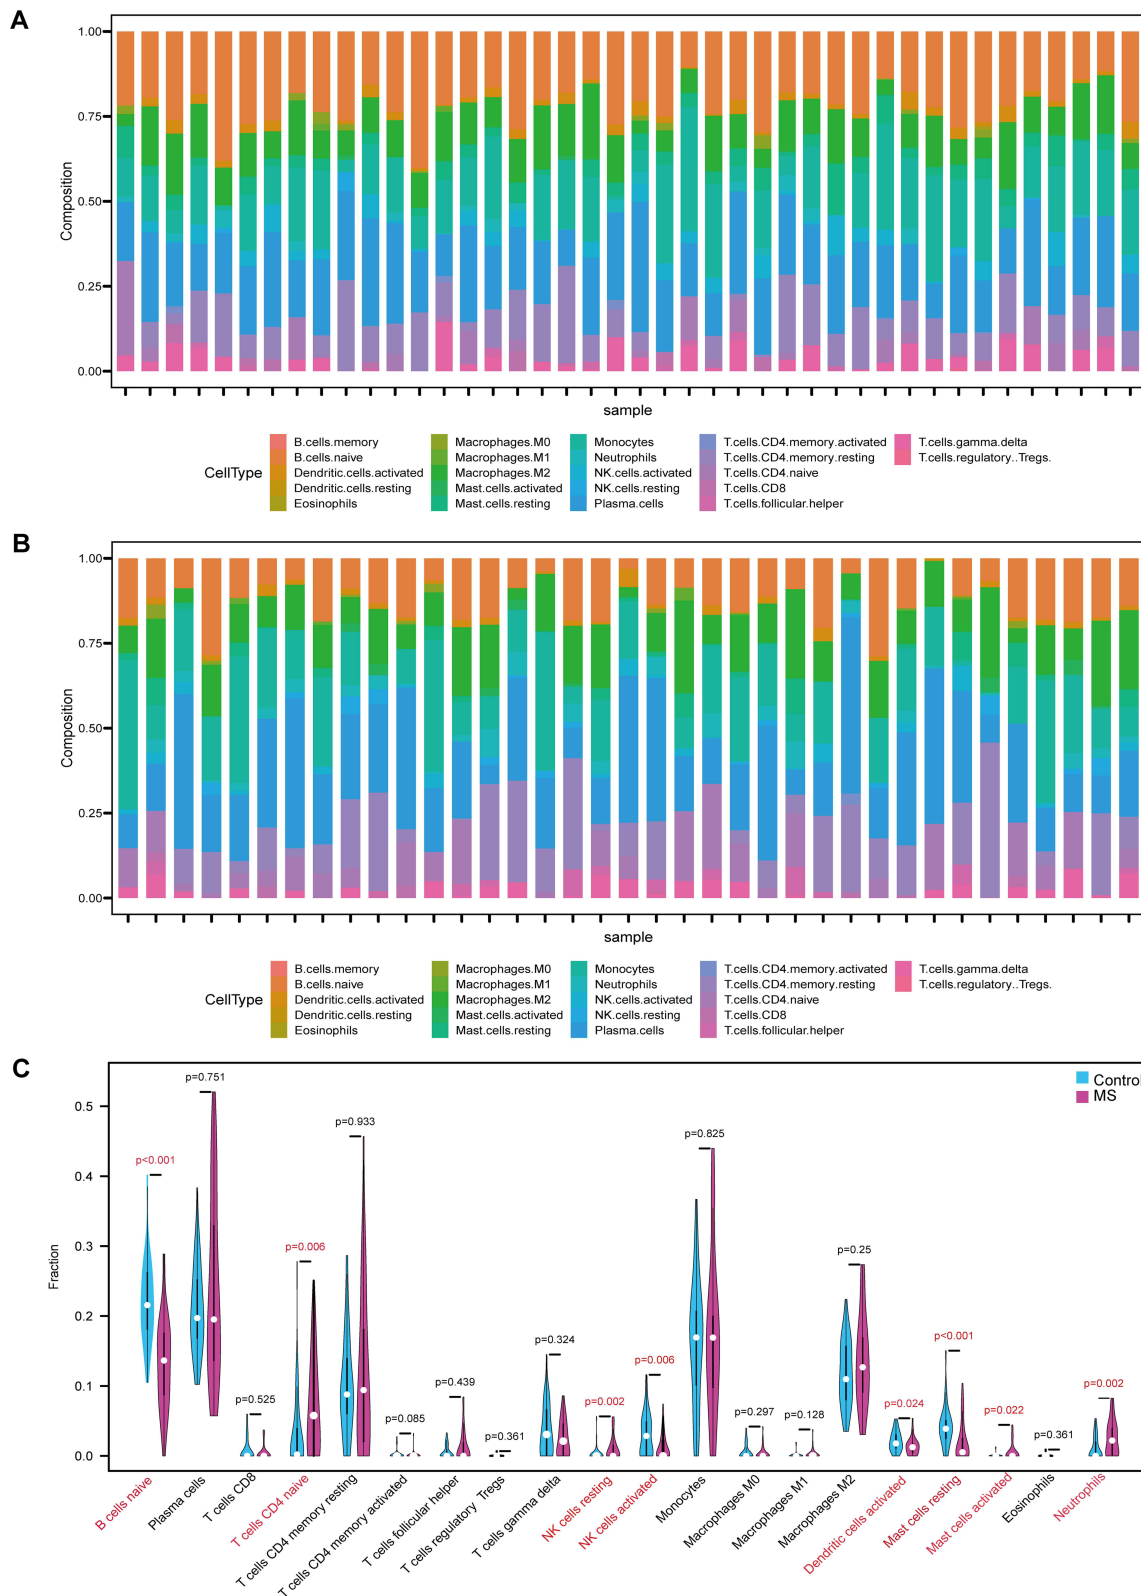 A
1.00
0.75
0.50
0.25
0.00
Composition
sample
CellType
B.cells.memory
B.cells.naive
Dendritic.cells.activated
Dendritic.cells.resting
Eosinophils
Macrophages.M0
Macrophages.M1
Macrophages.M2
Mast.cells.activated
Mast.cells.resting
Monocytes
Neutrophils
NK.cells.activated
NK.cells.resting
Plasma.cells
T.cells.CD4.memory.activated
T.cells.CD4.memory.resting
T.cells.CD4.naive
T.cells.CD8
T.cells.follicular.helper
T.cells.gamma.delta
T.cells.regulatory..Tregs.
B
1.00
0.75
0.50
0.25
0.00
Composition
sample
CellType
B.cells.memory
B.cells.naive
Dendritic.cells.activated
Dendritic.cells.resting
Eosinophils
Macrophages.M0
Macrophages.M1
Macrophages.M2
Mast.cells.activated
Mast.cells.resting
Monocytes
Neutrophils
NK.cells.activated
NK.cells.resting
Plasma.cells
T.cells.CD4.memory.activated
T.cells.CD4.memory.resting
T.cells.CD4.naive
T.cells.CD8
T.cells.follicular.helper
T.cells.gamma.delta
T.cells.regulatory..Tregs.
C
Control
MS
0.5
0.4
0.3
0.2
0.1
0.0
Fraction
p<0.001
p=0.751
p=0.525
p=0.006
p=0.933
p=0.085
p=0.439
p=0.361
p=0.324
p=0.002
p=0.006
p=0.825
p=0.297
p=0.128
p=0.25
p=0.024
p<0.001
p=0.022
p=0.361
p=0.002
B cells naive
Plasma cells
T cells CD8
T cells CD4 naive
T cells CD4 memory resting
T cells CD4 memory activated
T cells follicular helper
T cells regulatory Tregs
T cells gamma delta
NK cells resting
NK cells activated
Monocytes
Macrophages M0
Macrophages M1
Macrophages M2
Dendritic cells activated
Mast cells resting
Mast cells activated
Eosinophils
Neutrophils